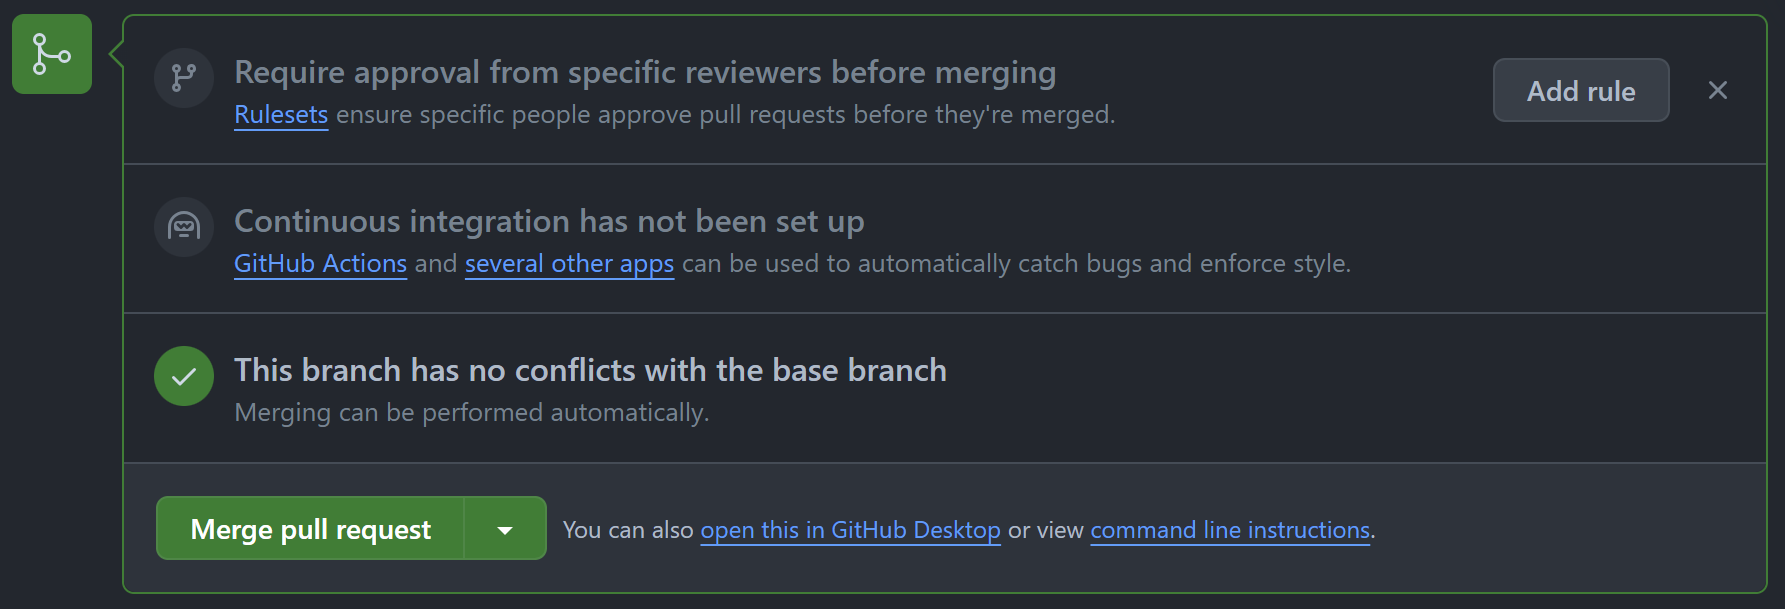 Require approval from specific reviewers before merging
Rulesets ensure specific people approve pull requests before they're merged.
Add rule
Continuous integration has not been set up
GitHub Actions and several other apps can be used to automatically catch bugs and enforce style.
This branch has no conflicts with the base branch
Merging can be performed automatically.
Merge pull request
You can also open this in GitHub Desktop or view command line instructions.